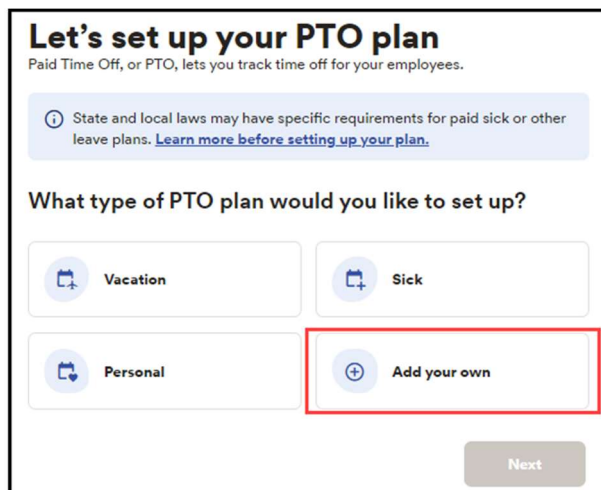 Let's set up your PTO plan
Paid Time Off, or PTO, lets you track time off for your employees.
State and local laws may have specific requirements for paid sick or other
leave plans. Learn more before setting up your plan.
What type of PTO plan would you like to set up?
Vacation
Sick
Personal
Add your own
Next